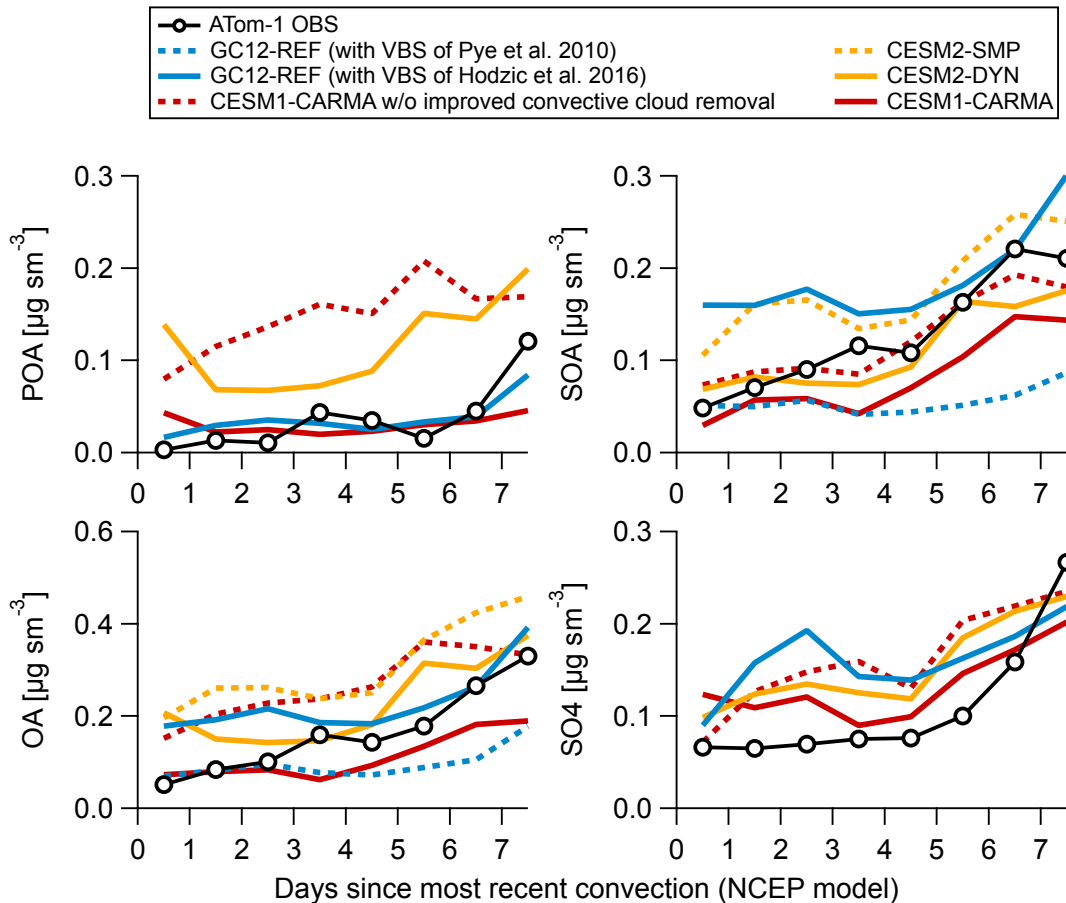 ATom-1 OBS
GC12-REF (with VBS of Pye et al. 2010)
GC12-REF (with VBS of Hodzic et al. 2016)
CESM1-CARMA w/o improved convective cloud removal
CESM2-SMP
CESM2-DYN
CESM1-CARMA
POA [µg sm⁻³]
0.3
0.2
0.1
0.0
0 1 2 3 4 5 6 7
SOA [µg sm⁻³]
0.3
0.2
0.1
0.0
0 1 2 3 4 5 6 7
OA [µg sm⁻³]
0.6
0.4
0.2
0.0
0 1 2 3 4 5 6 7
SO4 [µg sm⁻³]
0.3
0.2
0.1
0.0
0 1 2 3 4 5 6 7
Days since most recent convection (NCEP model)